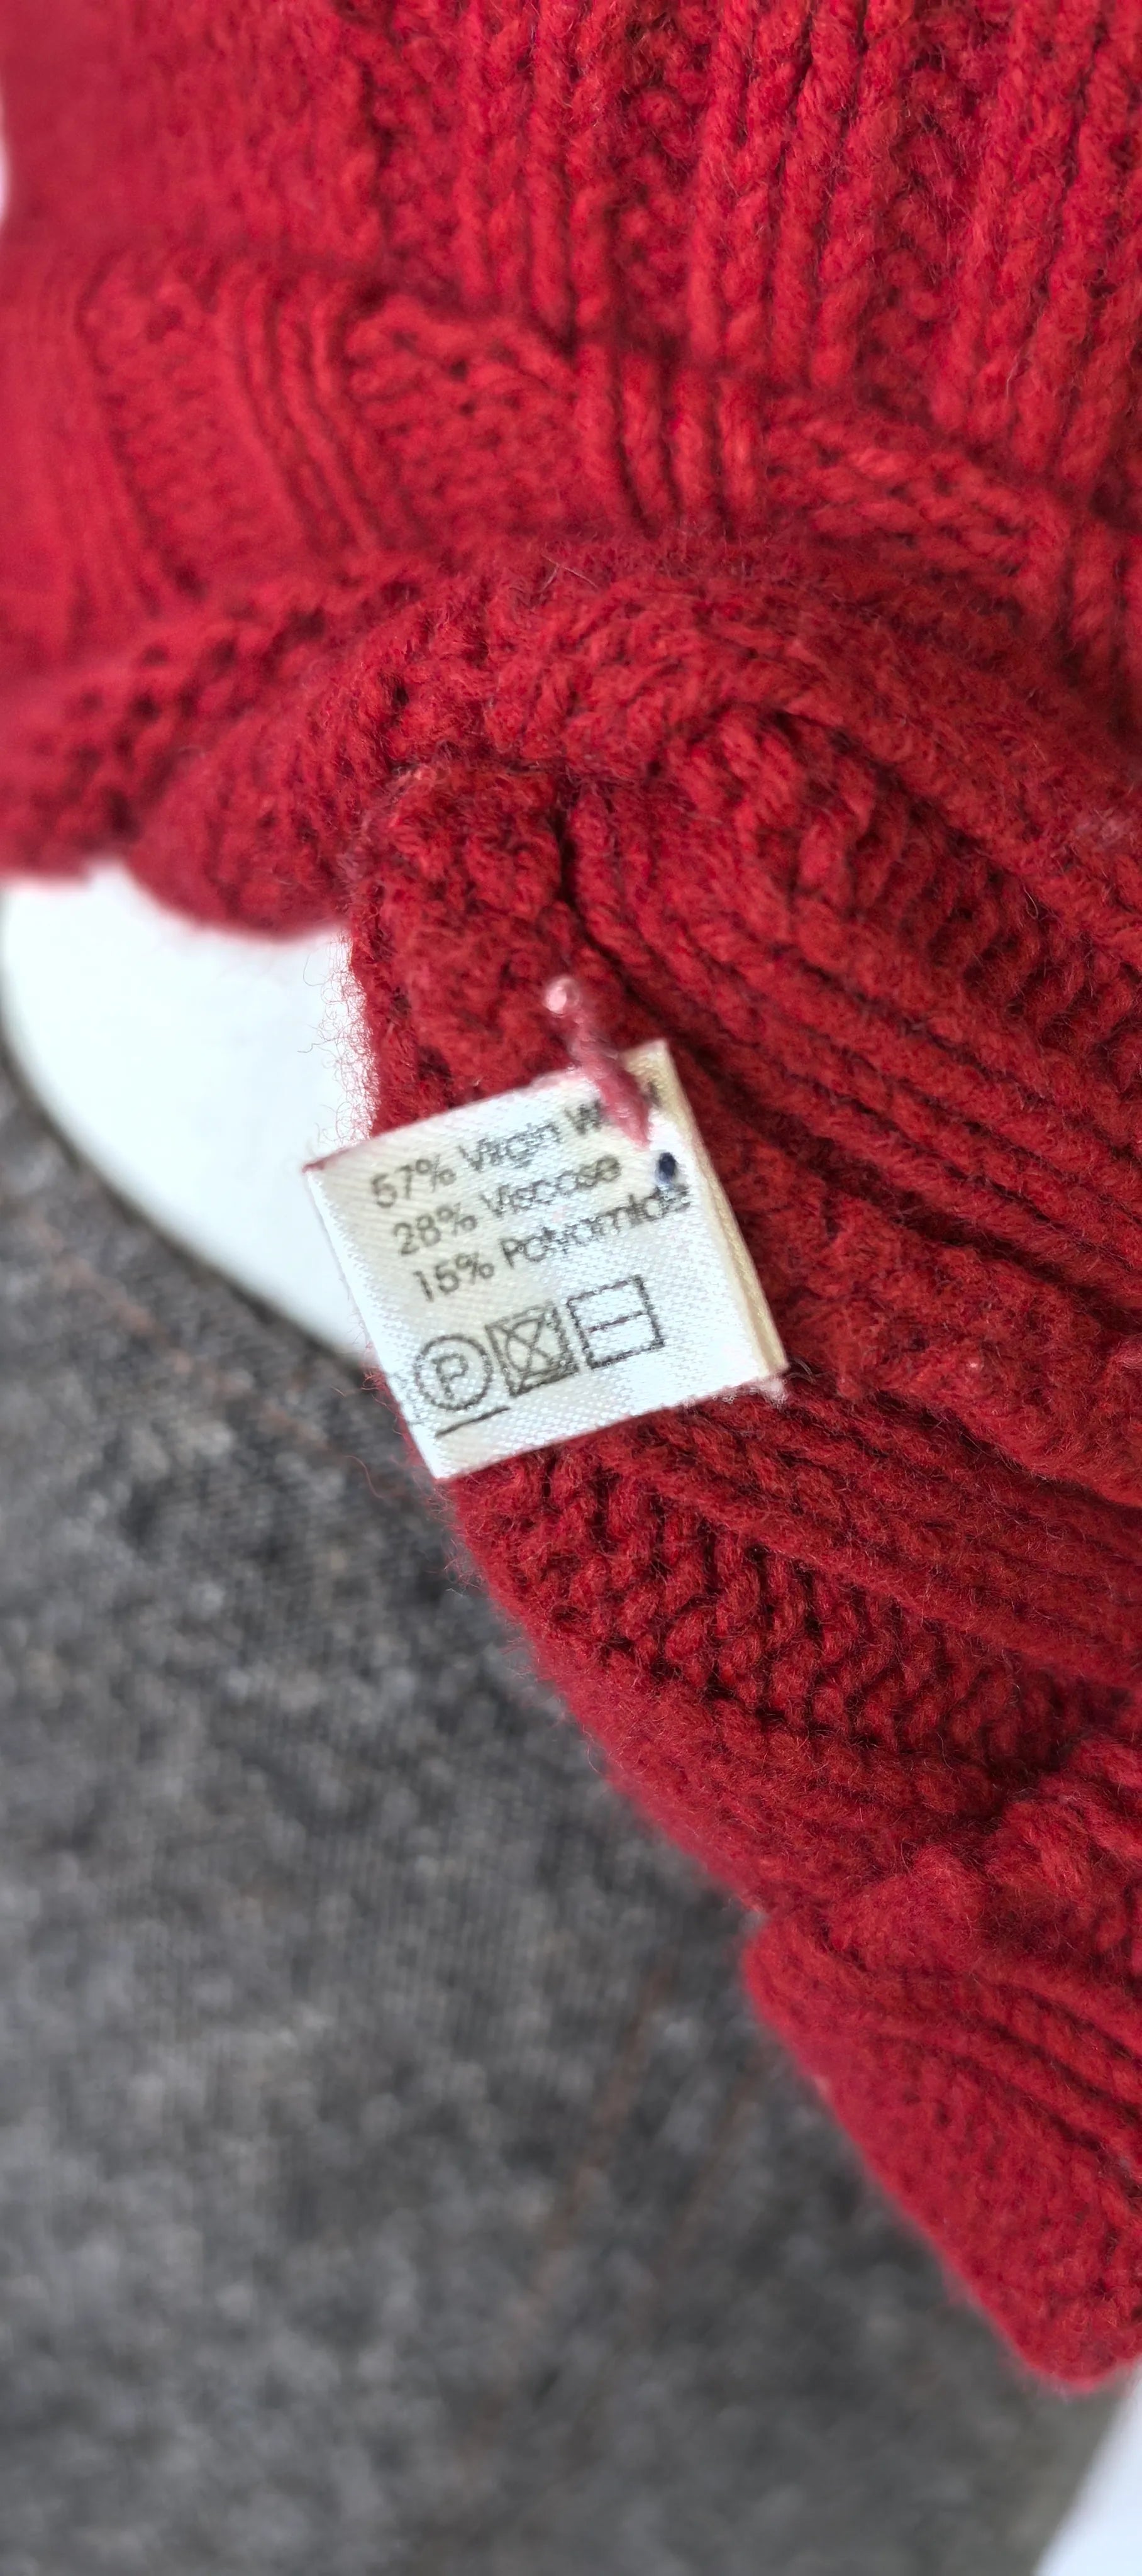 57% Virgin
28% Viscose
15% Polyamide
P